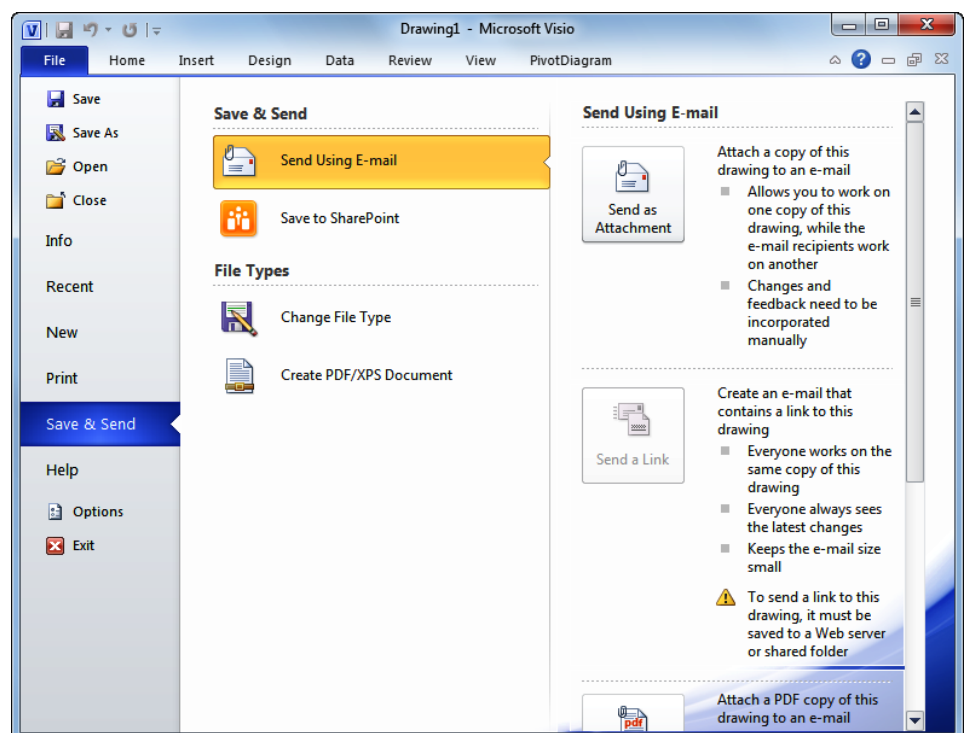 Drawing1 - Microsoft Visio
File Home Insert Design Data Review View PivotDiagram
Save
Save As
Open
Close
Info
Recent
New
Print
Save & Send
Help
Options
Exit
Save & Send
Send Using E-mail
Save to SharePoint
File Types
Change File Type
Create PDF/XPS Document
Send Using E-mail
Send as
Attachment
Attach a copy of this
drawing to an e-mail
Allows you to work on
one copy of this
drawing, while the
e-mail recipients work
on another
Changes and
feedback need to be
incorporated
manually
Send a Link
Create an e-mail that
contains a link to this
drawing
Everyone works on the
same copy of this
drawing
Everyone always sees
the latest changes
Keeps the e-mail size
small
To send a link to this
drawing, it must be
saved to a Web server
or shared folder
pdf
Attach a PDF copy of this
drawing to an e-mail